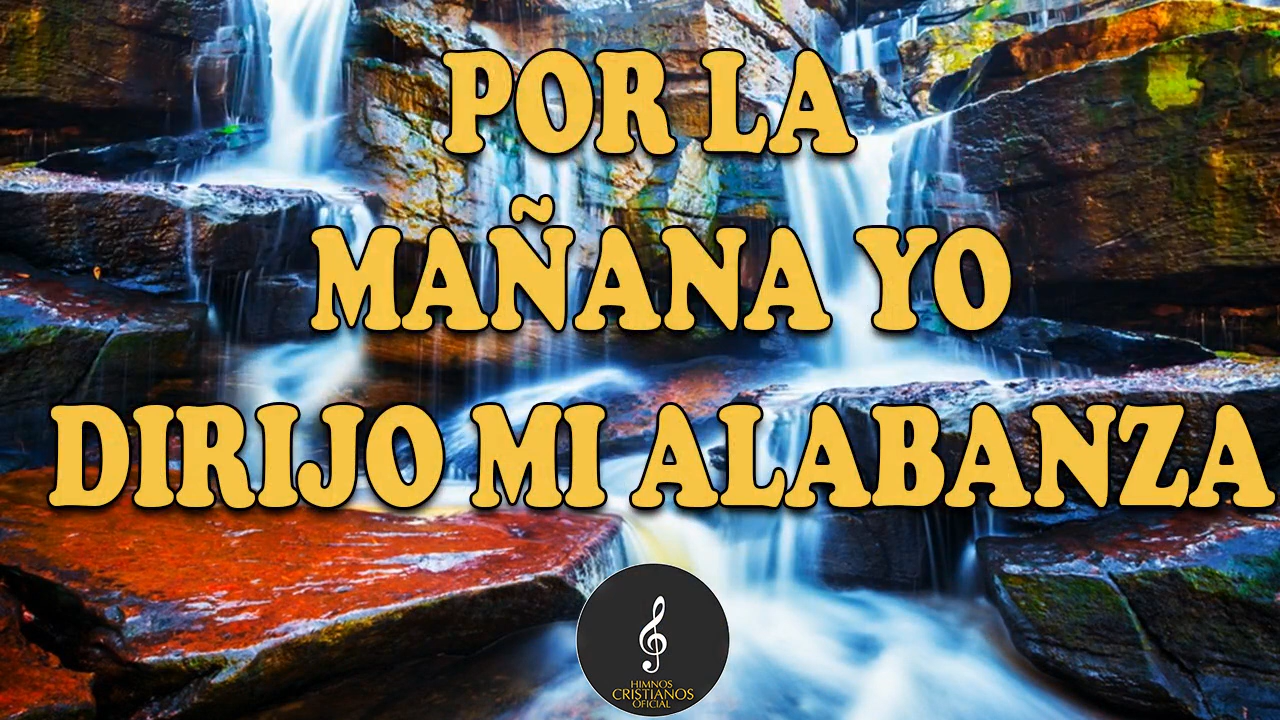 POR LA
MAÑANA YO
DIRIJO MI ALABANZA
HIMNOS
CRISTIANOS
OFICIAL